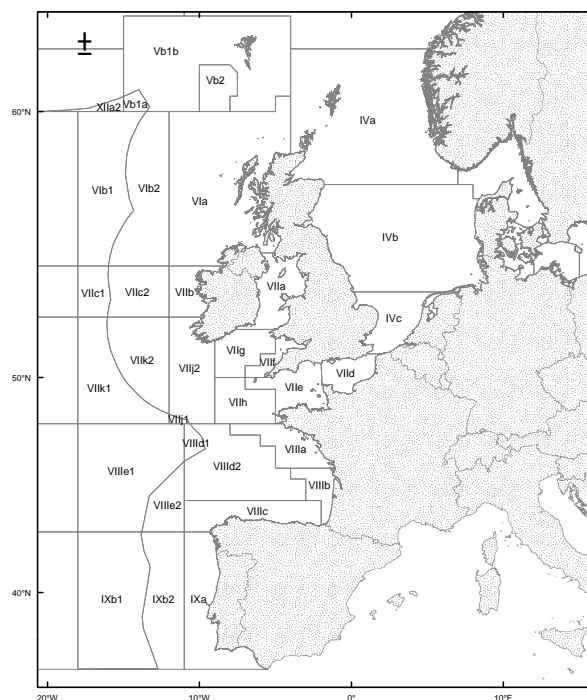 ±
Vb1b
Vb2
60°N
XIIa2
Vb1a
IVa
VIb1
VIb2
VIa
IVb
VIIc1
VIIc2
VIIb
VIIa
IVc
VIIg
VIIf
VIIk2
VIIj2
VIIe
VIId
50°N
VIIk1
VIIh
VIIj1
VIIId1
VIIIa
VIIIe1
VIIId2
VIIIb
VIIIe2
VIIIc
40°N
IXb1
IXb2
IXa
20°W
10°W
0°
10°E